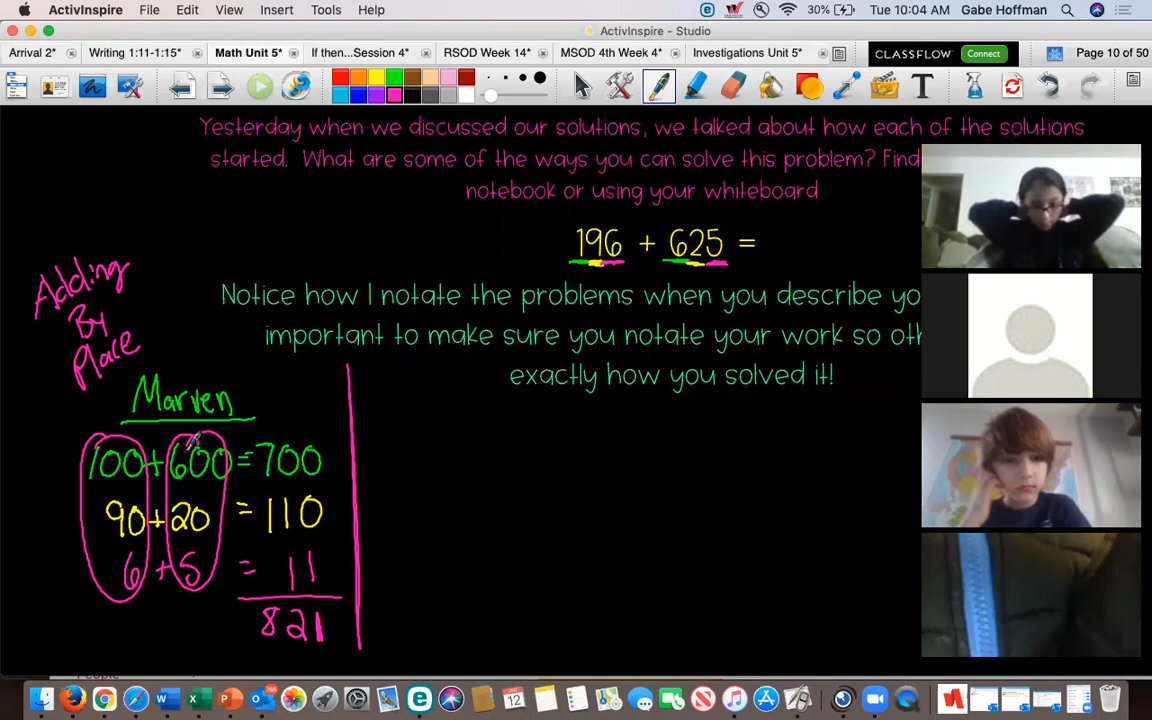 ActivInspire File Edit View Insert Tools Help 30% Tue 10:04 AM Gabe Hoffman
ActivInspire - Studio
Arrival 2* Writing 1:11-1:15* Math Unit 5* If then...Session 4* RSOD Week 14* MSOD 4th Week 4* Investigations Unit 5* CLASSFLOW Connect Page 10 of 50
Yesterday when we discussed our solutions, we talked about how each of the solutions
started. What are some of the ways you can solve this problem? Find
notebook or using your whiteboard
196 + 625 =
Notice how I notate the problems when you describe yo
important to make sure you notate your work so oth
exactly how you solved it!
Adding
By
Place
Marven
100+600=700
90+20 = 110
6 +5 = 11
821
JAN
12